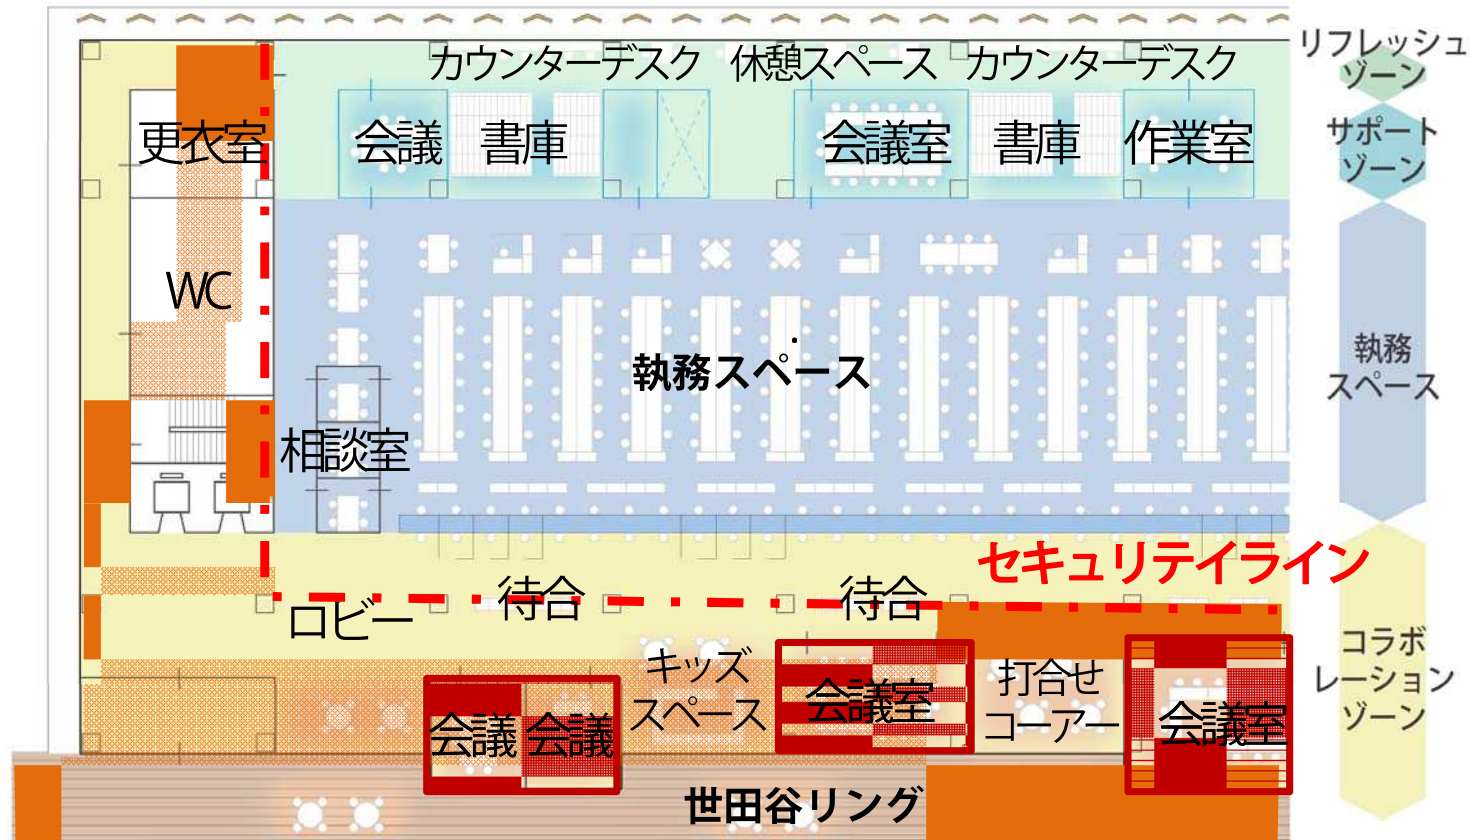 カウンターデスク 休憩スペース カウンターデスク
リフレッシュ
ゾーン
更衣室 会議 書庫 会議室 書庫 作業室
サポート
ゾーン
WC
執務スペース
執務
スペース
相談室
セキュリテイライン
待合 待合
ロビー
キッズ
スペース
会議 会議
会議室
打合せ
コーアー
会議室
コラボ
レーション
ゾーン
世田谷リング